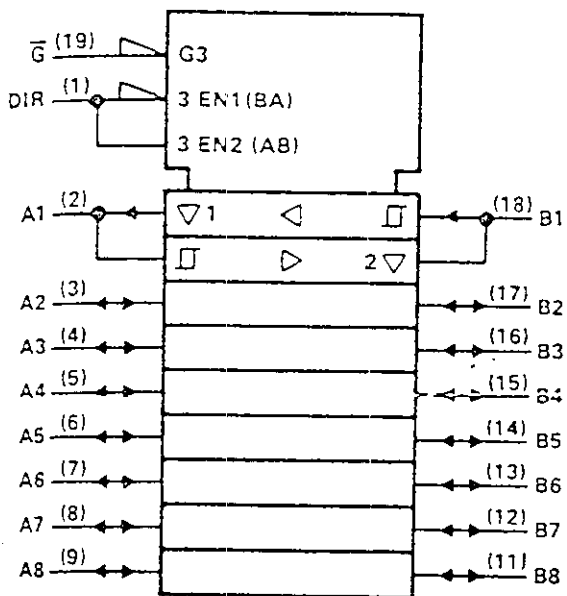 G̅ (19) G3
DIR (1) 3 EN1 (BA)
3 EN2 (AB)
A1 (2) ▽ 1 ◁ (18) B1
▷ 2 ▽
A2 (3) (17) B2
A3 (4) (16) B3
A4 (5) (15) B4
A5 (6) (14) B5
A6 (7) (13) B6
A7 (8) (12) B7
A8 (9) (11) B8